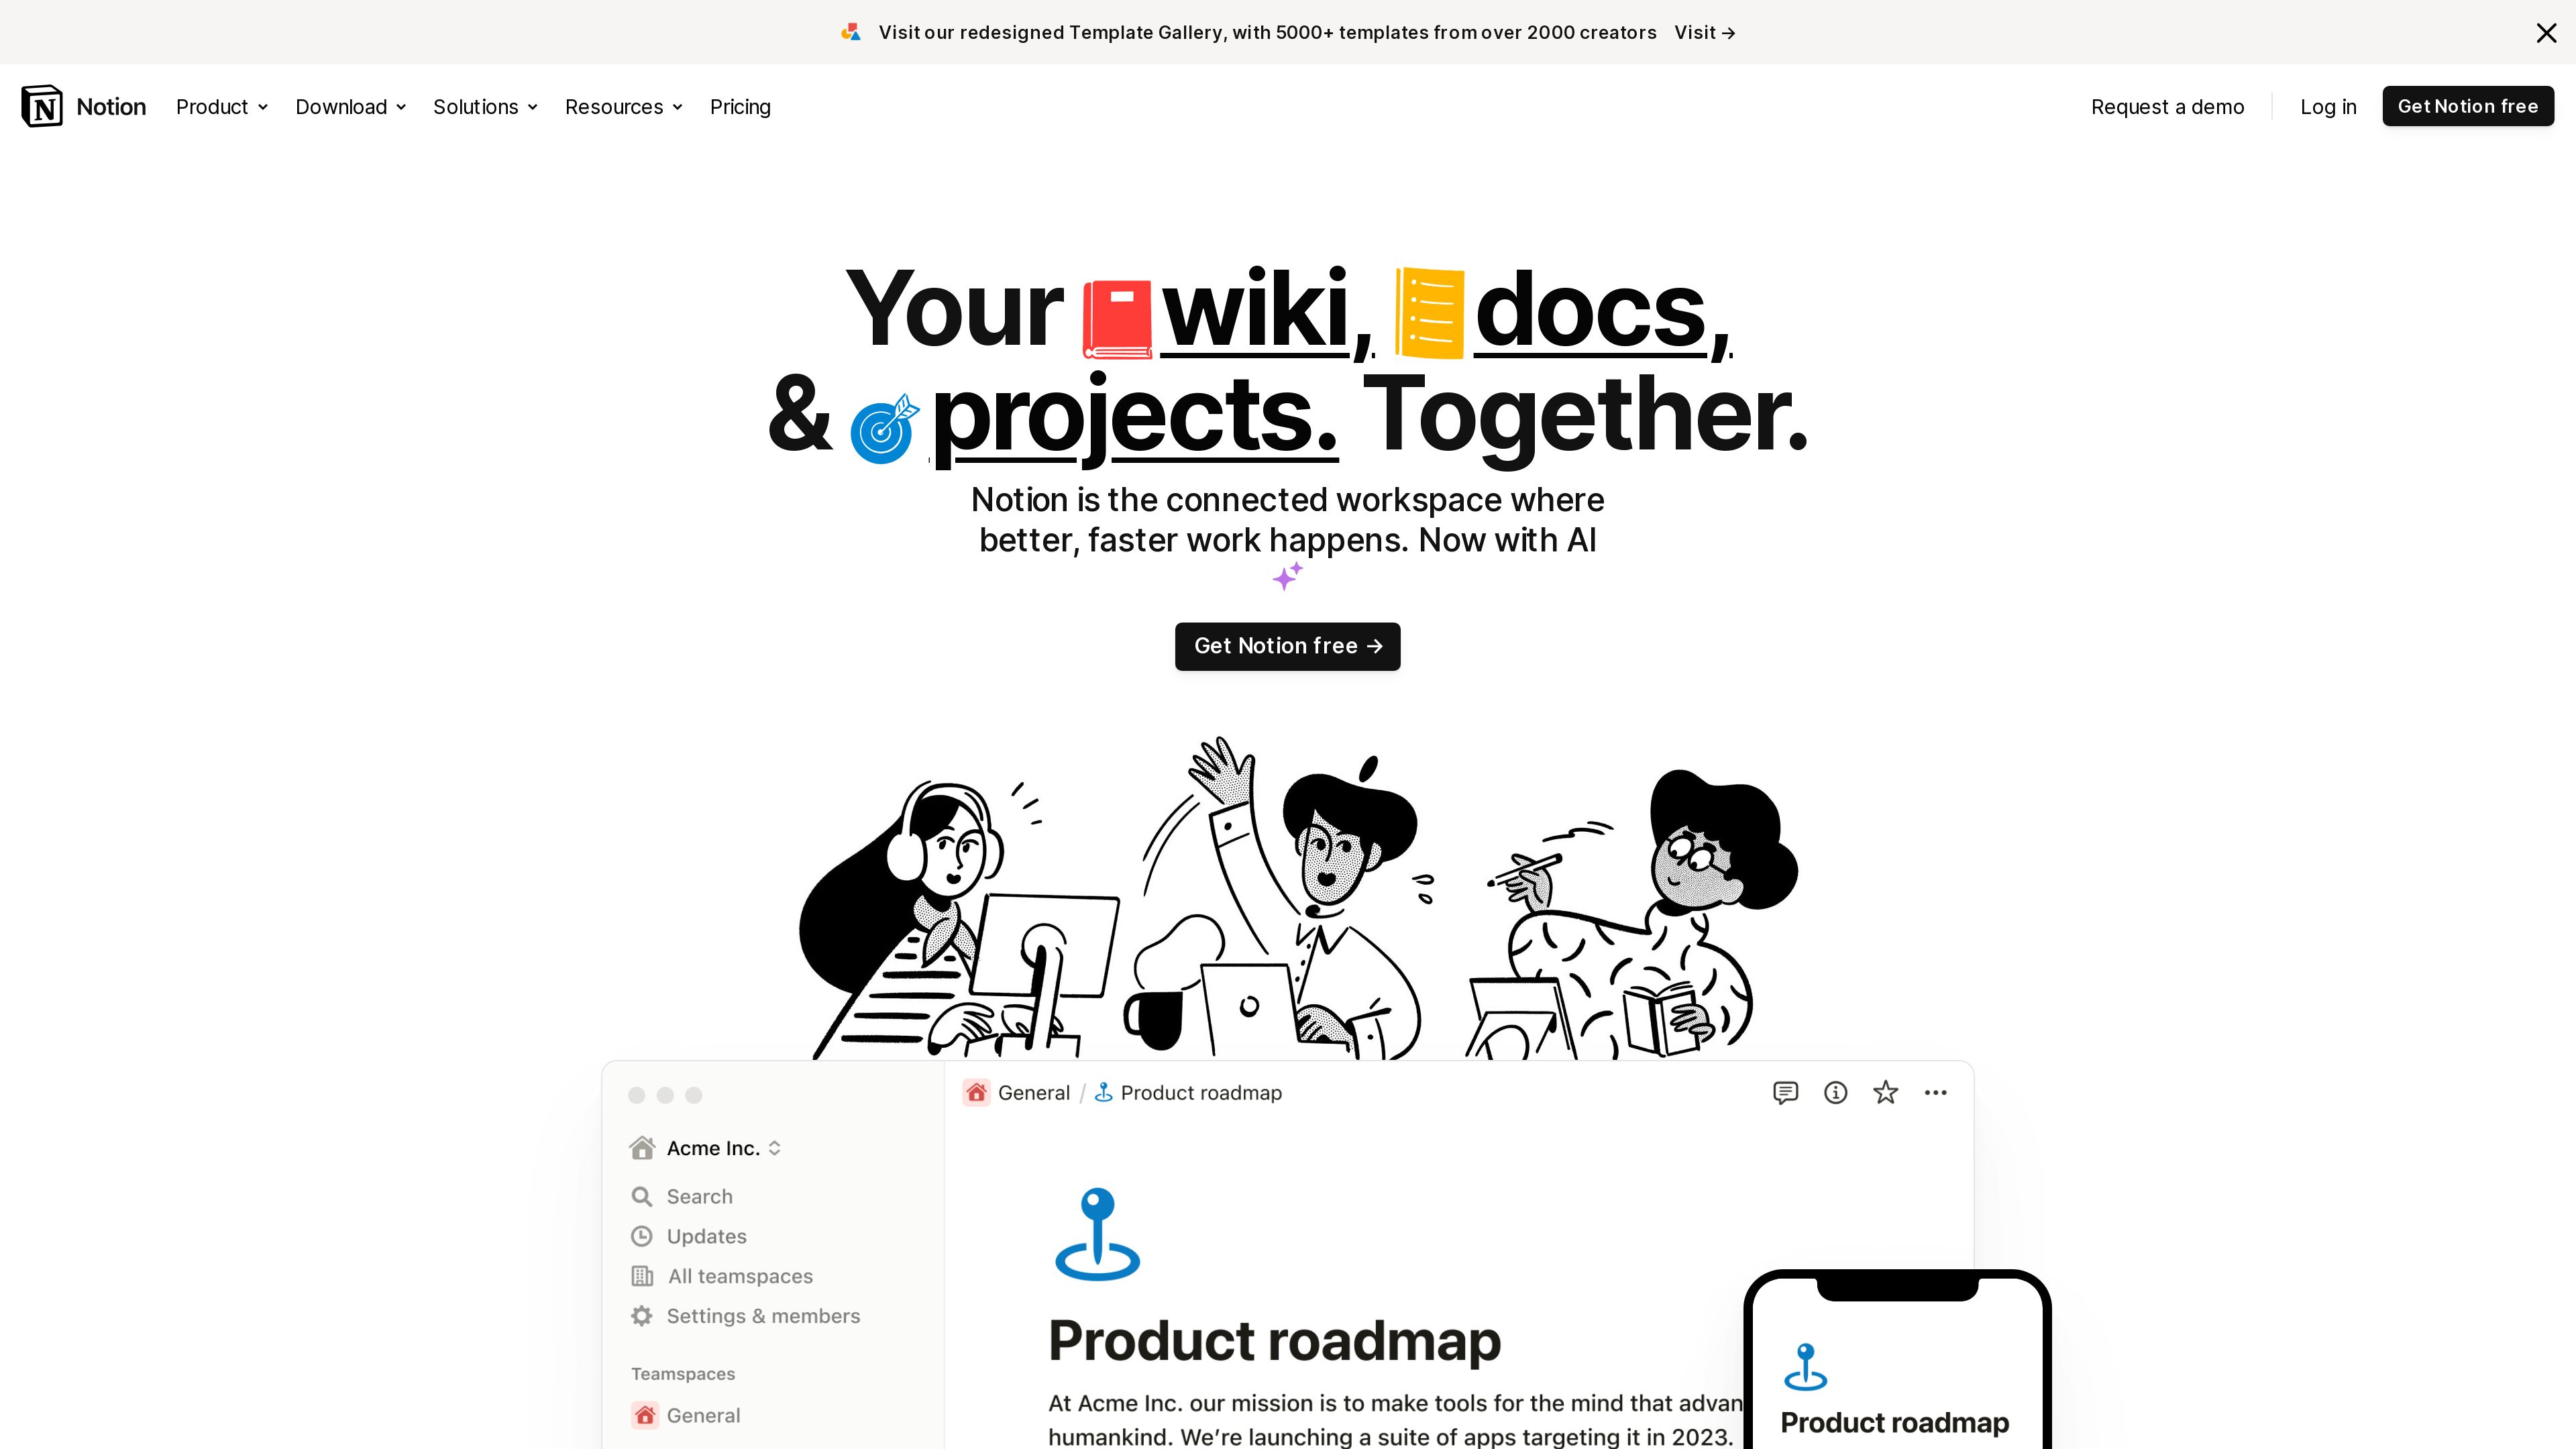 Visit our redesigned Template Gallery, with 5000+ templates from over 2000 creators Visit →
Notion Product Download Solutions Resources Pricing Request a demo Log in Get Notion free
Your wiki, docs,
& projects. Together.
Notion is the connected workspace where
better, faster work happens. Now with AI
Get Notion free →
General / Product roadmap
Acme Inc.
Search
Updates
All teamspaces
Settings & members
Teamspaces
General
Product roadmap
At Acme Inc. our mission is to make tools for the mind that advan
humankind. We’re launching a suite of apps targeting it in 2023.
Product roadmap